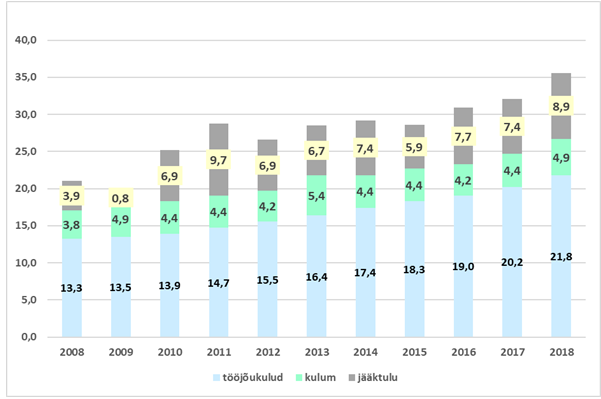 40,0
35,0
30,0
25,0
20,0
15,0
10,0
5,0
0,0
3,9 0,8 6,9 9,7 6,9 6,7 7,4 5,9 7,7 7,4 8,9
3,8 4,9 4,4 4,4 4,2 5,4 4,4 4,4 4,2 4,4 4,9
13,3 13,5 13,9 14,7 15,5 16,4 17,4 18,3 19,0 20,2 21,8
2008 2009 2010 2011 2012 2013 2014 2015 2016 2017 2018
tööjõukulud kulum jääktulu